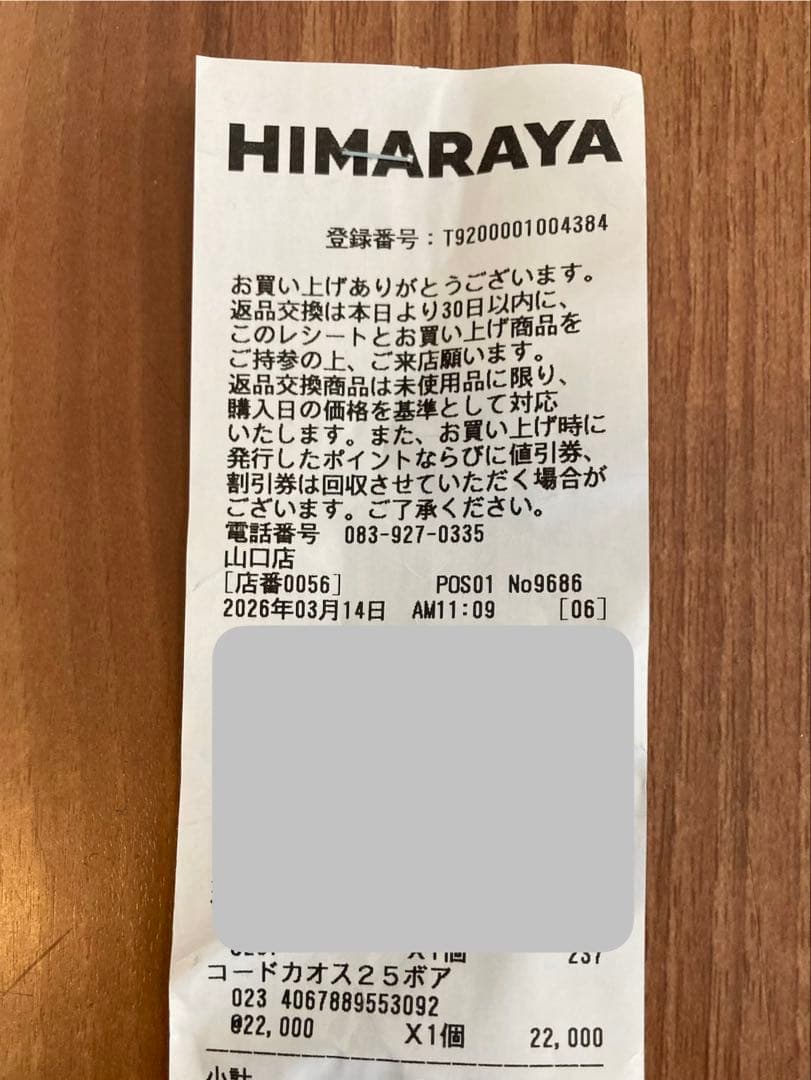 HIMARAYA
登録番号：T9200001004384
お買い上げありがとうございます。
返品交換は本日より30日以内に、
このレシートとお買い上げ商品を
ご持参の上、ご来店願います。
返品交換商品は未使用品に限り、
購入日の価格を基準として対応
いたします。また、お買い上げ時に
発行したポイントならびに値引券、
割引券は回収させていただく場合が
ございます。ご了承ください。
電話番号 083-927-0335
山口店
[店番0056] POS01 No9686
2026年03月14日 AM11:09 [06]
X1個 237
コードカオス２５ボア
023 4067889553092
@22,000 X1個 22,000
小計